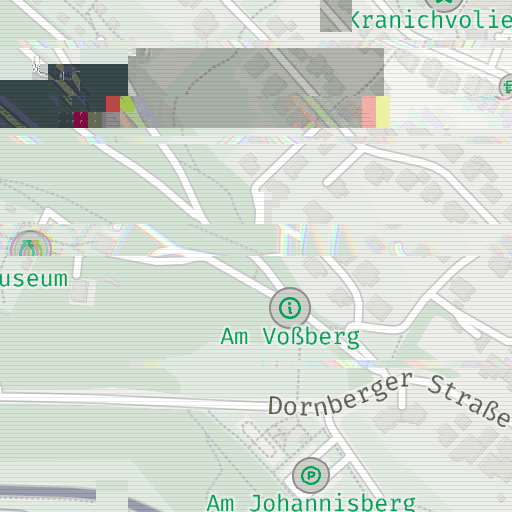 Kranichvolie
useum
Am Voßberg
Dornberger Straße
Am Johannisberg